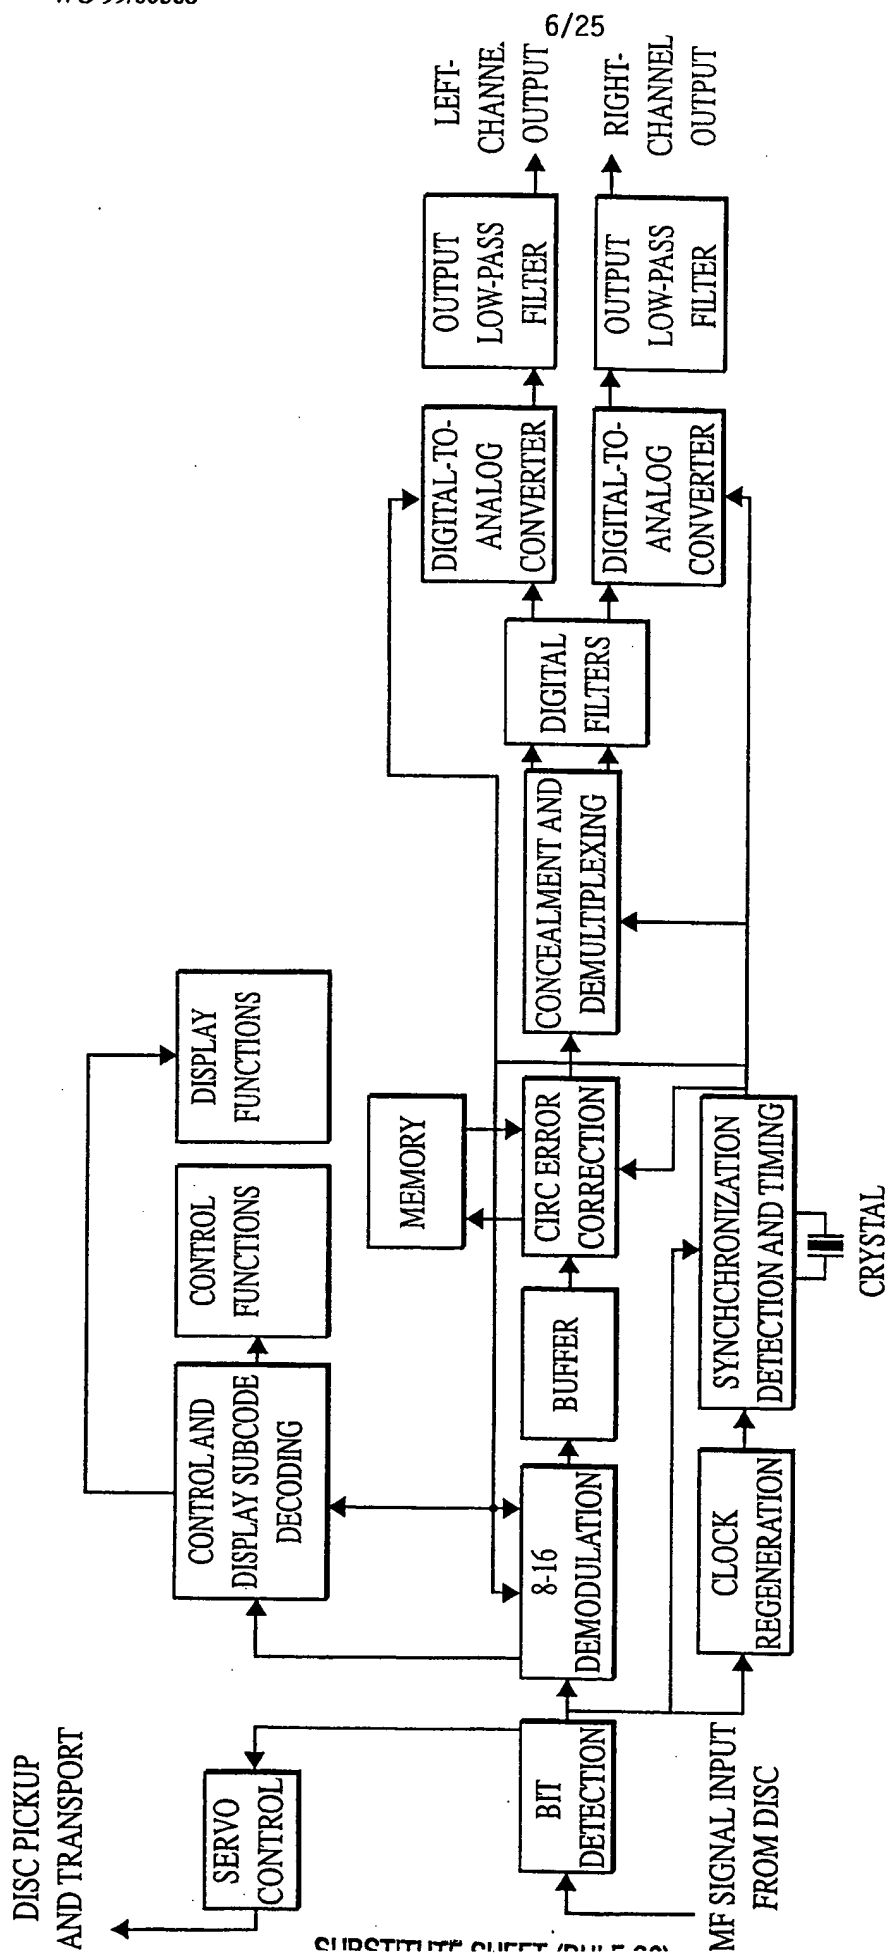 6/25
DISC PICKUP
AND TRANSPORT
SERVO
CONTROL
CONTROL AND
DISPLAY SUBCODE
DECODING
CONTROL
FUNCTIONS
DISPLAY
FUNCTIONS
MEMORY
MF SIGNAL INPUT
FROM DISC
BIT
DETECTION
8-16
DEMODULATION
BUFFER
CIRC ERROR
CORRECTION
CONCEALMENT AND
DEMULTIPLEXING
DIGITAL
FILTERS
DIGITAL-TO-
ANALOG
CONVERTER
OUTPUT
LOW-PASS
FILTER
LEFT-
CHANNE.
OUTPUT
DIGITAL-TO-
ANALOG
CONVERTER
OUTPUT
LOW-PASS
FILTER
RIGHT-
CHANNEL
OUTPUT
CLOCK
REGENERATION
SYNCHCHRONIZATION
DETECTION AND TIMING
CRYSTAL
SUBSTITUTE SHEET